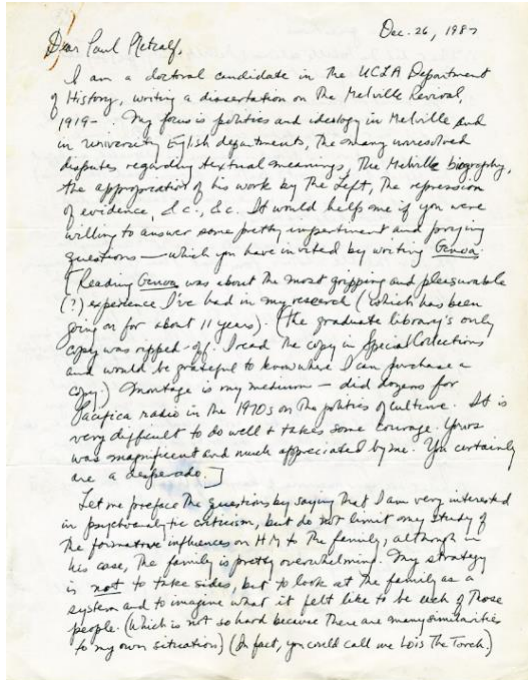 Dec. 26, 1987
Dear Paul Metcalf,
I am a doctoral candidate in the UCLA Department
of History, writing a dissertation on the Melville Revival,
1919- My focus is politics and ideology in Melville and
in university English departments, the many unresolved
disputes regarding textual meanings, the Melville biography,
the appropriation of his work by the Left, the repression
of evidence, &c., &c. It would help me if you were
willing to answer some pretty impertinent and prying
questions — which you have invited by writing Genoa.
[Reading Genoa was about the most gripping and pleasurable
(?) experience I've had in my research (which has been
going on for about 11 years). (The graduate library's only
copy was ripped-off. I read the copy in Special Collections
and would be grateful to know where I can purchase a
copy.) Montage is my medium — did dozens for
Pacifica radio in the 1970s on the politics of culture. It is
very difficult to do well & takes some courage. Yours
was magnificent and much appreciated by me. You certainly
are a desperado.]
Let me preface the questions by saying that I am very interested
in psychoanalytic criticism, but do not limit my study of
the formative influences on HM to the family, although in
his case, the family is pretty overwhelming. My strategy
is not to take sides, but to look at the family as a
system and to imagine what it felt like to be each of those
people. (Which is not so hard because there are many similarities
to my own situation) (In fact, you could call me Lois The Torch.)